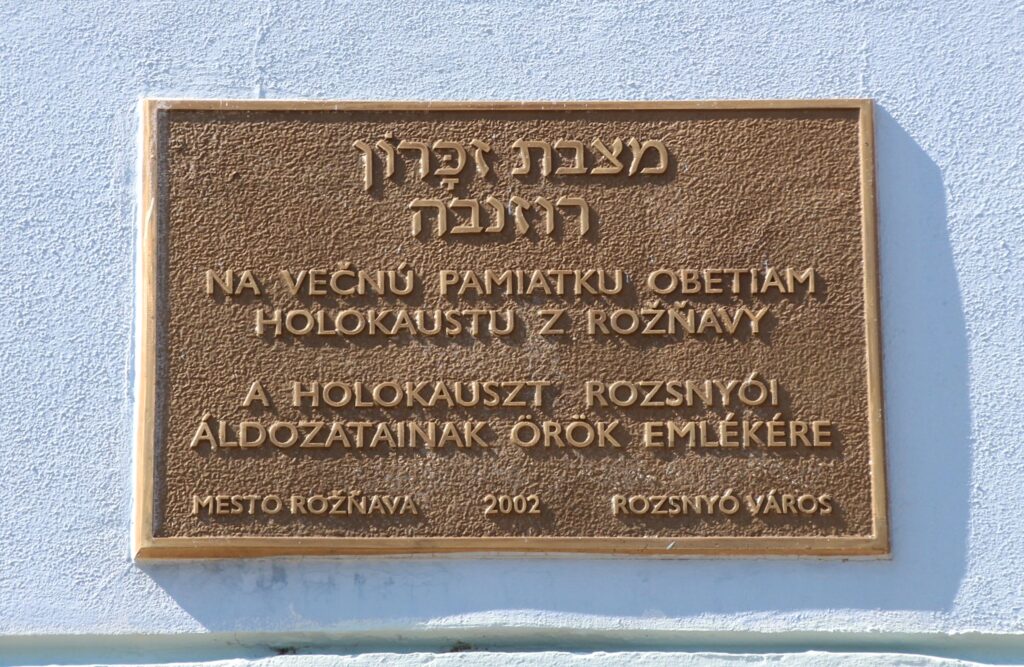 מצבת זכָּרוֹן
רוזנבה
NA VEČNÚ PAMIATKU OBETIAM
HOLOKAUSTU Z ROŽŇAVY
A HOLOKAUSZT ROZSNYÓI
ÁLDOZATAINAK ÖRÖK EMLÉKÉRE
MESTO ROŽŇAVA 2002 ROZSNYÓ VÁROS